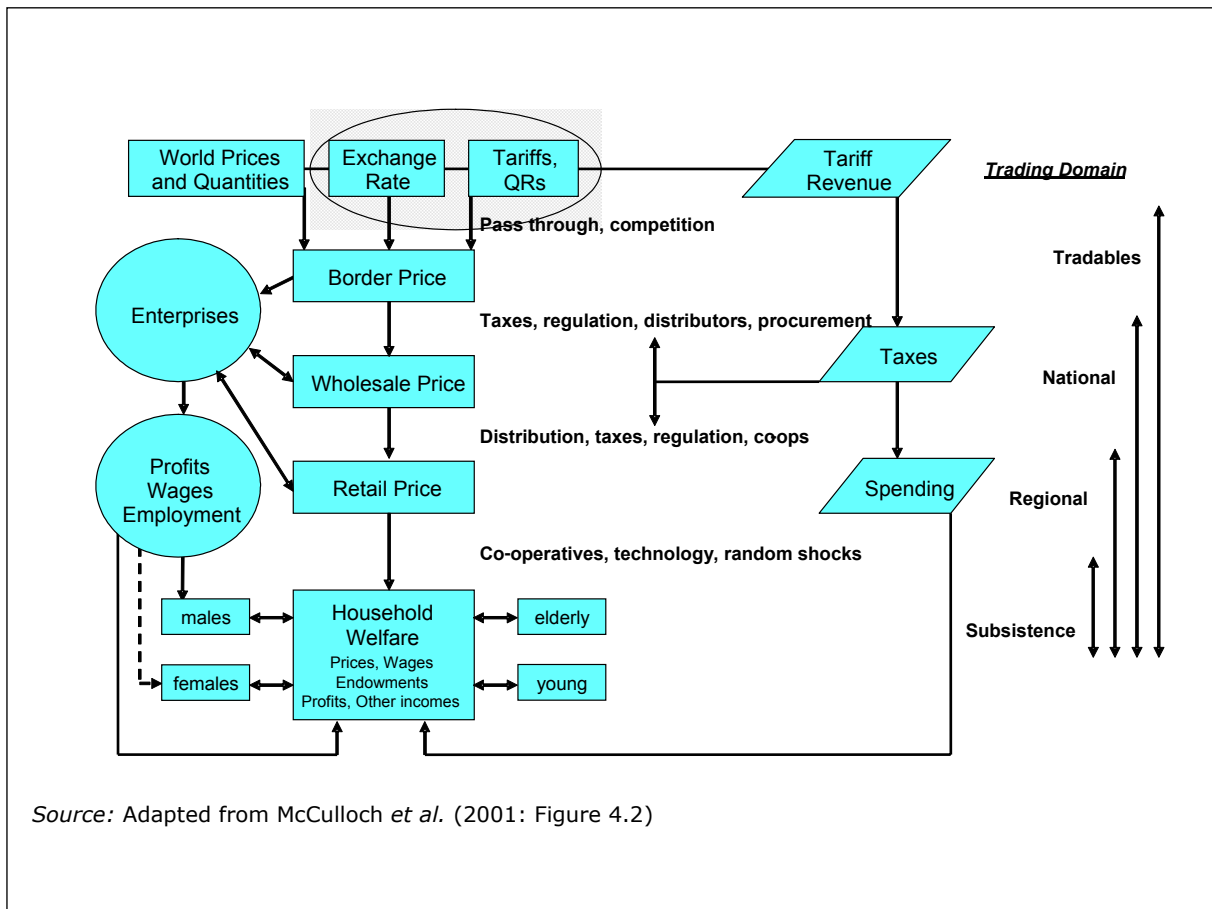 World Prices
and Quantities
Exchange
Rate
Tariffs,
QRs
Tariff
Revenue
Trading Domain
Pass through, competition
Tradables
Border Price
Enterprises
Taxes, regulation, distributors, procurement
Taxes
Wholesale Price
National
Distribution, taxes, regulation, co-ops
Profits
Wages
Employment
Retail Price
Spending
Regional
Co-operatives, technology, random shocks
males
Household
Welfare
Prices, Wages
Endowments
Profits, Other incomes
elderly
Subsistence
females
young
Source: Adapted from McCulloch et al. (2001: Figure 4.2)